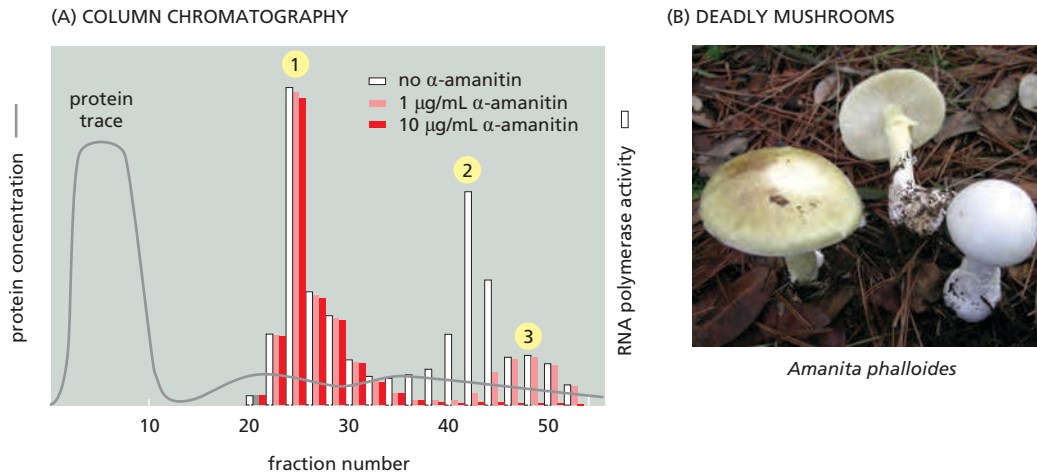 (A) COLUMN CHROMATOGRAPHY
protein concentration
protein
trace
1
2
3
no α-amanitin
1 μg/mL α-amanitin
10 μg/mL α-amanitin
RNA polymerase activity
10
20
30
40
50
fraction number
(B) DEADLY MUSHROOMS
Amanita phalloides